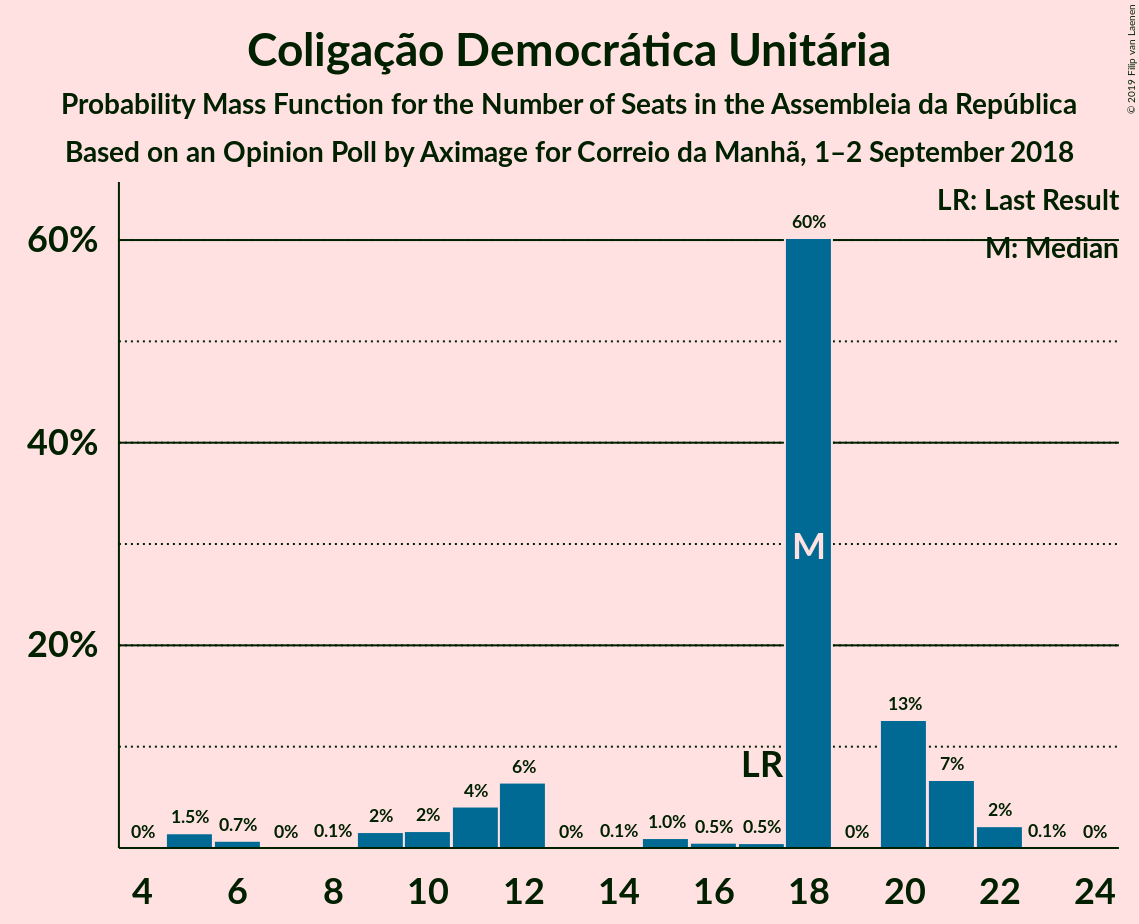 Coligação Democrática Unitária
Probability Mass Function for the Number of Seats in the Assembleia da República
Based on an Opinion Poll by Aximage for Correio da Manhã, 1–2 September 2018
© 2019 Filip van Laenen
LR: Last Result
M: Median
60%
40%
20%
0%
1.5%
0.7%
0%
0.1%
2%
2%
4%
6%
0%
0.1%
1.0%
0.5%
0.5%
60%
0%
13%
7%
2%
0.1%
0%
LR
M
4 6 8 10 12 14 16 18 20 22 24